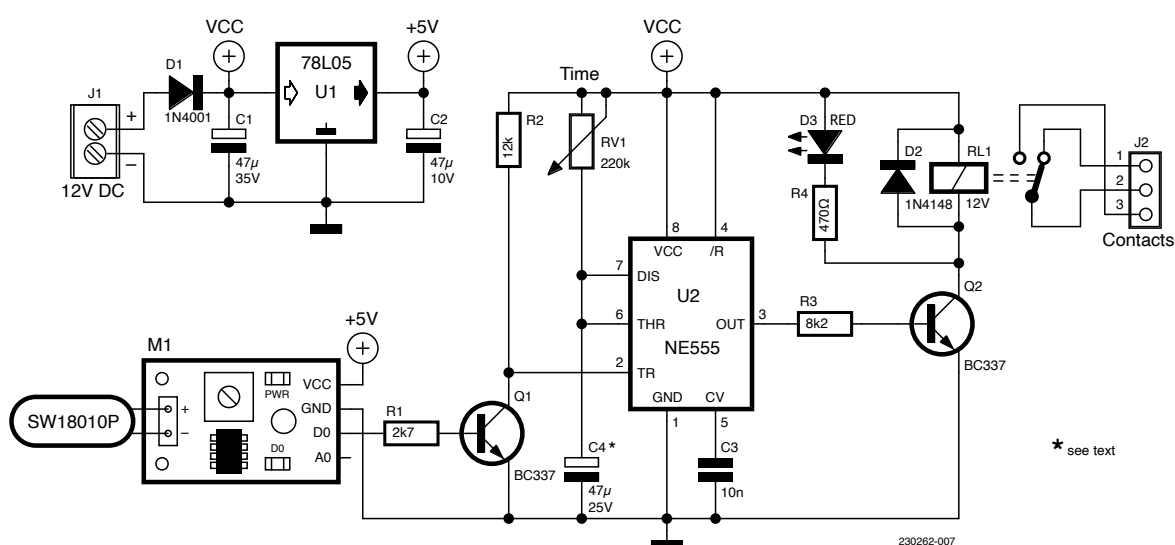 VCC
+5V
D1
78L05
J1
U1
+
1N4001
C1
C2
–
47µ
35V
47µ
10V
12V DC
VCC
Time
R2
12k
RV1
220k
D3 RED
D2
RL1
R4
470Ω
1N4148
12V
J2
1
2
3
Contacts
8
4
VCC
/R
7
DIS
U2
6
THR
OUT
3
R3
8k2
Q2
NE555
BC337
2
TR
GND
CV
1
5
+5V
M1
VCC
PWR
GND
SW18010P
+
–
D0
D0
A0
R1
2k7
Q1
BC337
C4*
47µ
25V
C3
10n
* see text
230262-007